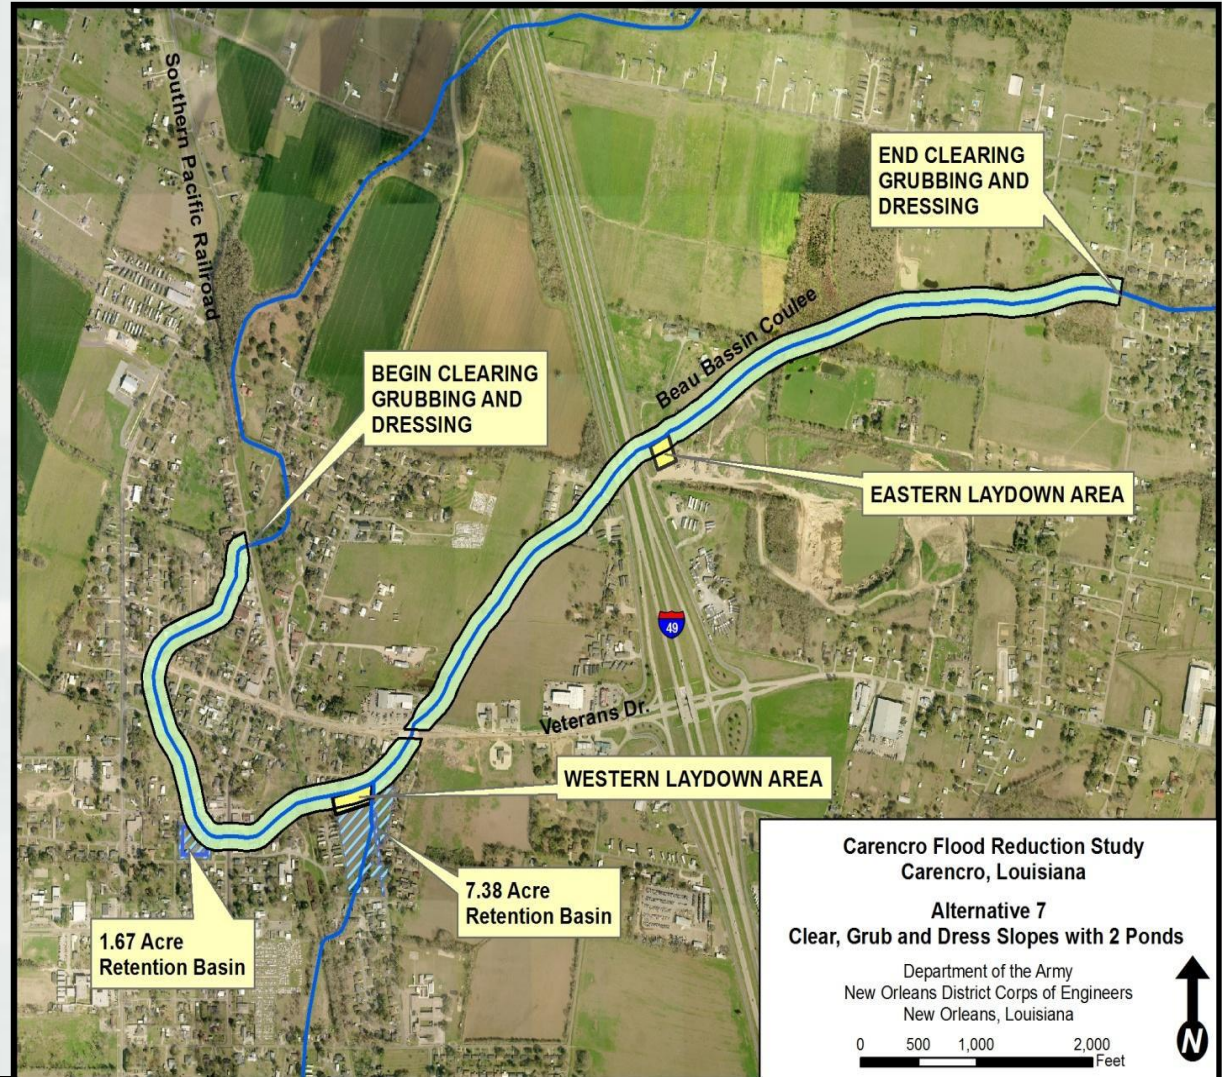 Southern Pacific Railroad
END CLEARING
GRUBBING AND
DRESSING
Beau Bassin Coulee
BEGIN CLEARING
GRUBBING AND
DRESSING
EASTERN LAYDOWN AREA
49
Veterans Dr.
WESTERN LAYDOWN AREA
7.38 Acre
Retention Basin
1.67 Acre
Retention Basin
Carencro Flood Reduction Study
Carencro, Louisiana
Alternative 7
Clear, Grub and Dress Slopes with 2 Ponds
Department of the Army
New Orleans District Corps of Engineers
New Orleans, Louisiana
0 500 1,000 2,000
Feet
N